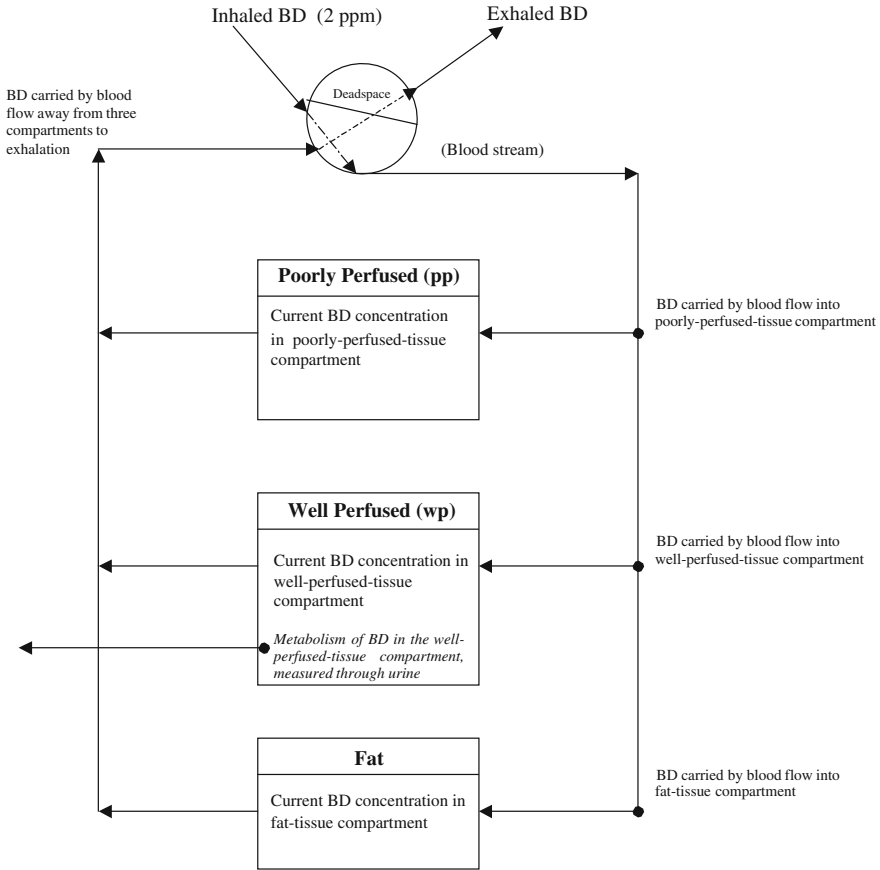 Inhaled BD (2 ppm)
Exhaled BD
Deadspace
BD carried by blood
flow away from three
compartments to
exhalation
(Blood stream)
Poorly Perfused (pp)
Current BD concentration
in poorly-perfused-tissue
compartment
BD carried by blood flow into
poorly-perfused-tissue compartment
Well Perfused (wp)
Current BD concentration in
well-perfused-tissue
compartment
Metabolism of BD in the well-
perfused-tissue compartment,
measured through urine
BD carried by blood flow into
well-perfused-tissue compartment
Fat
Current BD concentration in
fat-tissue compartment
BD carried by blood flow into
fat-tissue compartment